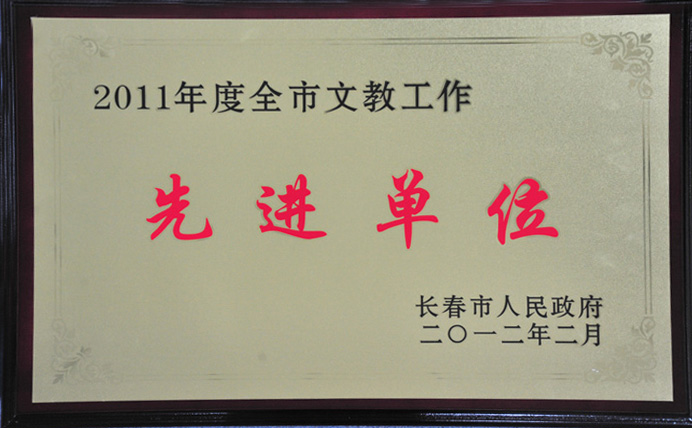 2011年度全市文教工作
先进单位
长春市人民政府
二〇一二年二月